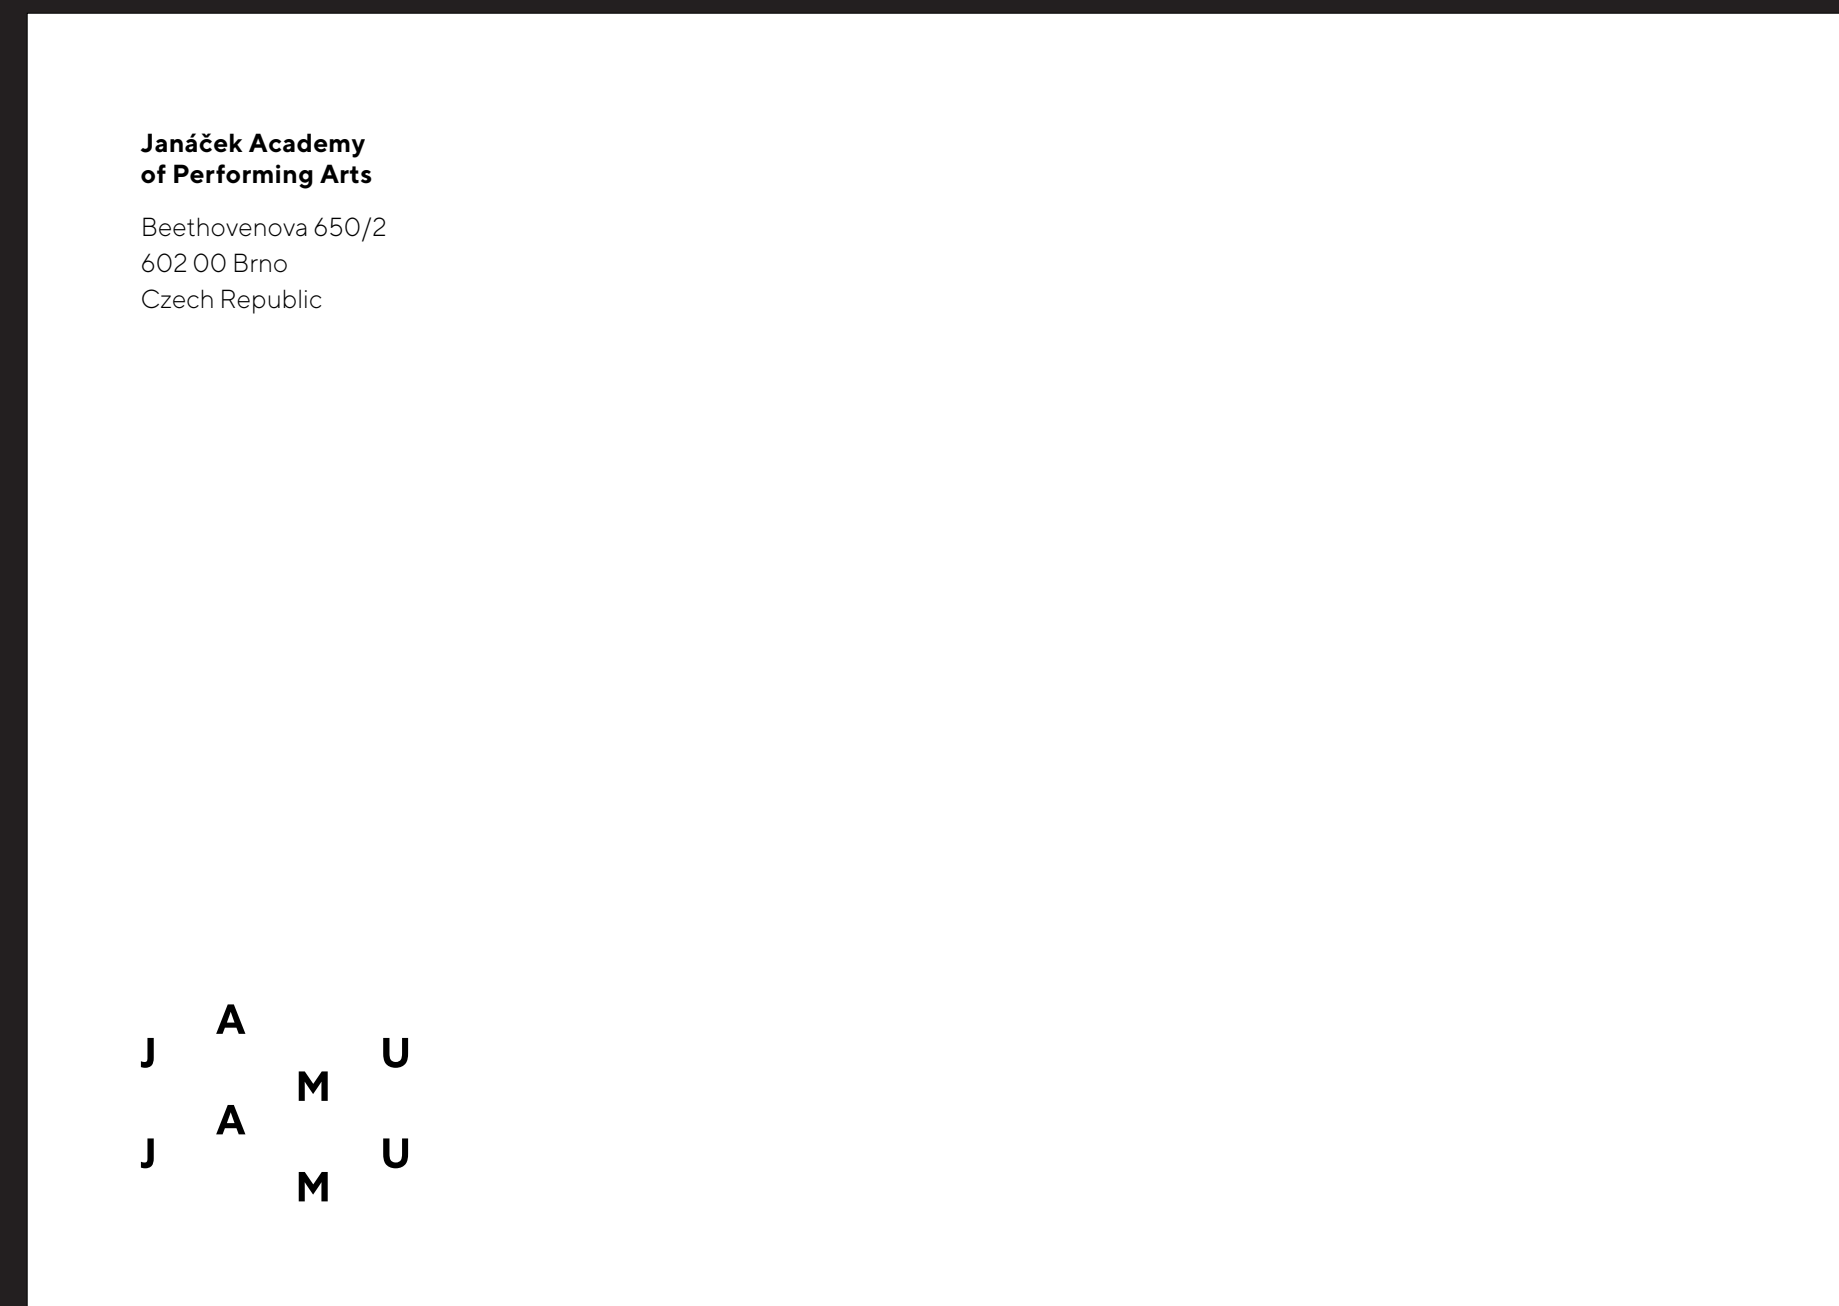 Janáček Academy
of Performing Arts
Beethovenova 650/2
602 00 Brno
Czech Republic
J A M U
J A M U